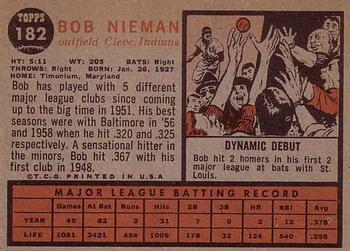 TOPPS
182
BOB NIEMAN
outfield Cleve. Indians
HT: 5:11 WT: 205 BATS: Right
THROWS: Right BORN: Jan. 26, 1927
HOME: Timonium, Maryland
Bob has played with 5 different
major league clubs since coming
up to the big time in 1951. His best
seasons were with Baltimore in '56
and 1958 when he hit .320 and .325
respectively. A sensational hitter
in the minors, Bob hit .367 with his
first club in 1948.
©T.C.G. PRINTED IN U.S.A.
DYNAMIC DEBUT
Bob hit 2 homers in his first 2
major league at bats with St.
Louis.
MAJOR LEAGUE BATTING RECORD
Games At Bat Runs Hits 2B 3B HR RBI Avg.
YEAR 45 82 2 31 7 0 2 12 .378
LIFE 1081 3421 454 1011 178 31 124 540 .295